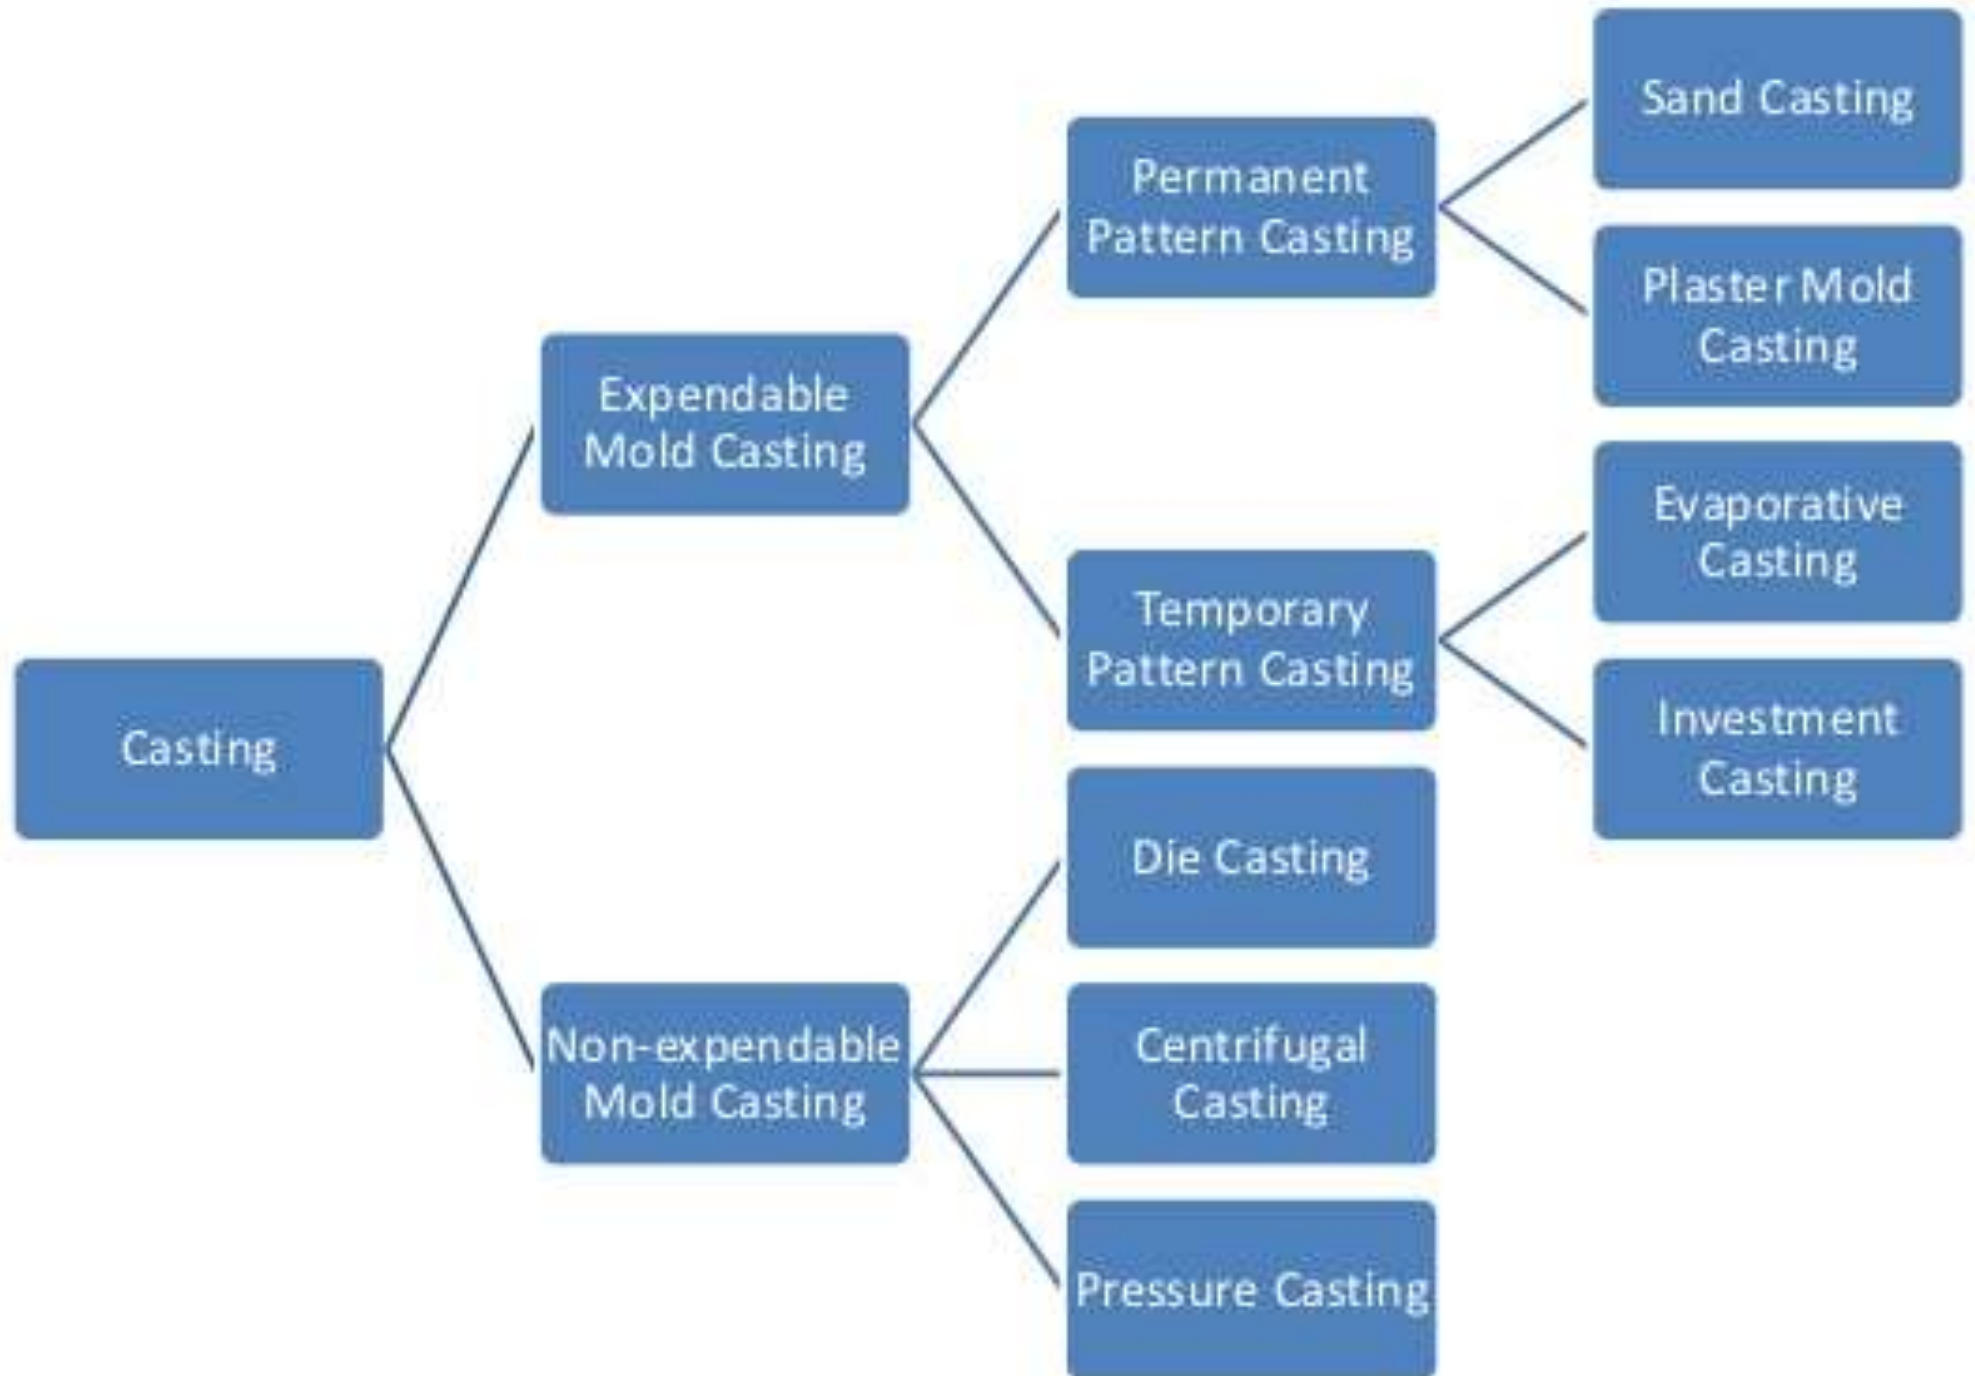 Casting
Expendable
Mold Casting
Non-expendable
Mold Casting
Permanent
Pattern Casting
Temporary
Pattern Casting
Die Casting
Centrifugal
Casting
Pressure Casting
Sand Casting
Plaster Mold
Casting
Evaporative
Casting
Investment
Casting